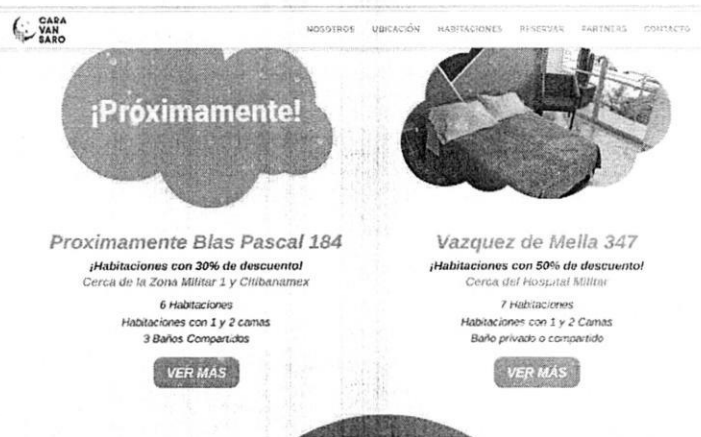 CARA
VAN
SARO
NOSOTROS UBICACIÓN HABITACIONES RESERVAR PARTNERS CONTACTO
¡Próximamente!
Proximamente Blas Pascal 184
¡Habitaciones con 30% de descuento!
Cerca de la Zona Militar 1 y Citibanamex
6 Habitaciones
Habitaciones con 1 y 2 camas
3 Baños Compartidos
VER MÁS
Vazquez de Mella 347
¡Habitaciones con 50% de descuento!
Cerca del Hospital Militar
7 Habitaciones
Habitaciones con 1 y 2 Camas
Baño privado o compartido
VER MÁS